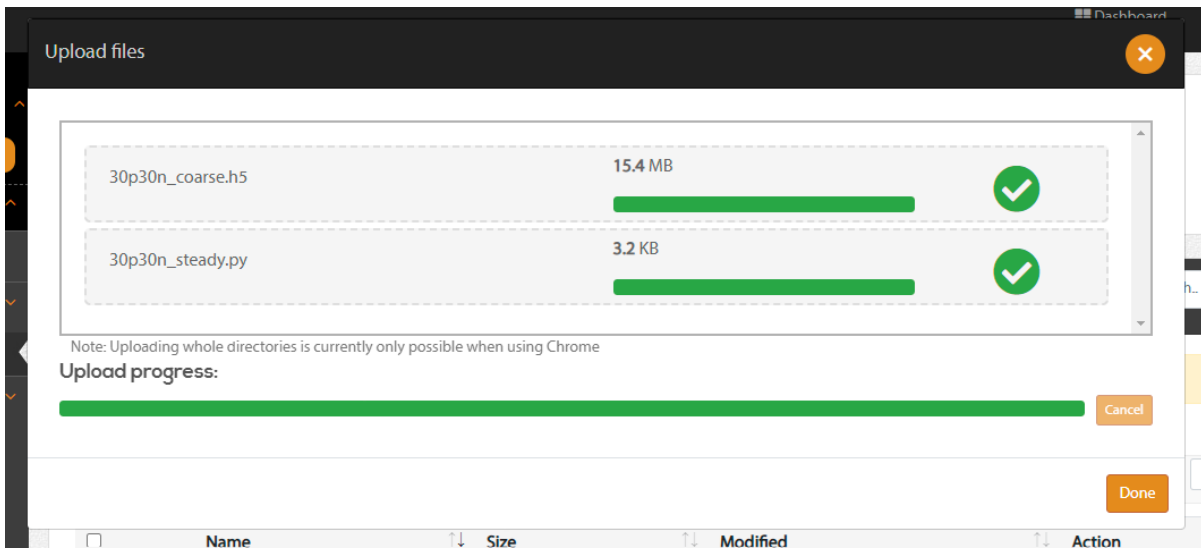 Dashboard
Upload files
30p30n_coarse.h5
15.4 MB
30p30n_steady.py
3.2 KB
h..
Note: Uploading whole directories is currently only possible when using Chrome
Upload progress:
Cancel
Done
Name Size Modified Action